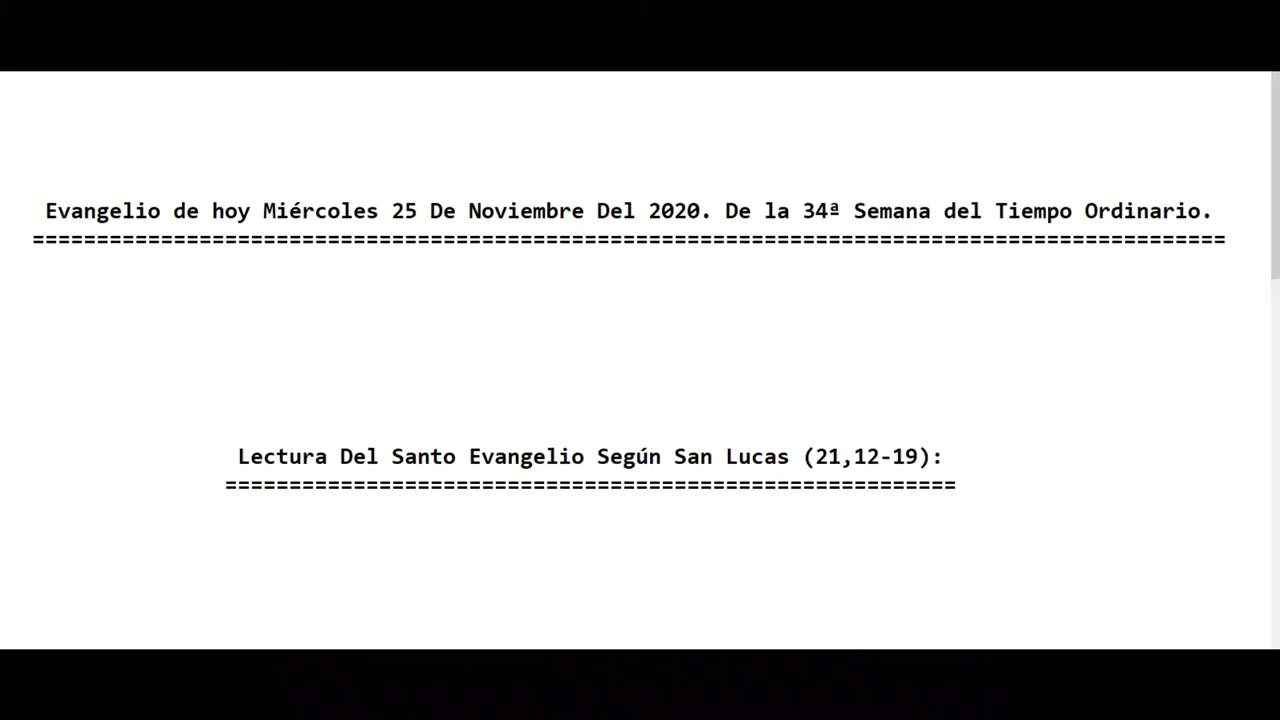 Evangelio de hoy Miércoles 25 De Noviembre Del 2020. De la 34ª Semana del Tiempo Ordinario.
=============================================================================================
Lectura Del Santo Evangelio Según San Lucas (21,12-19):
=========================================================